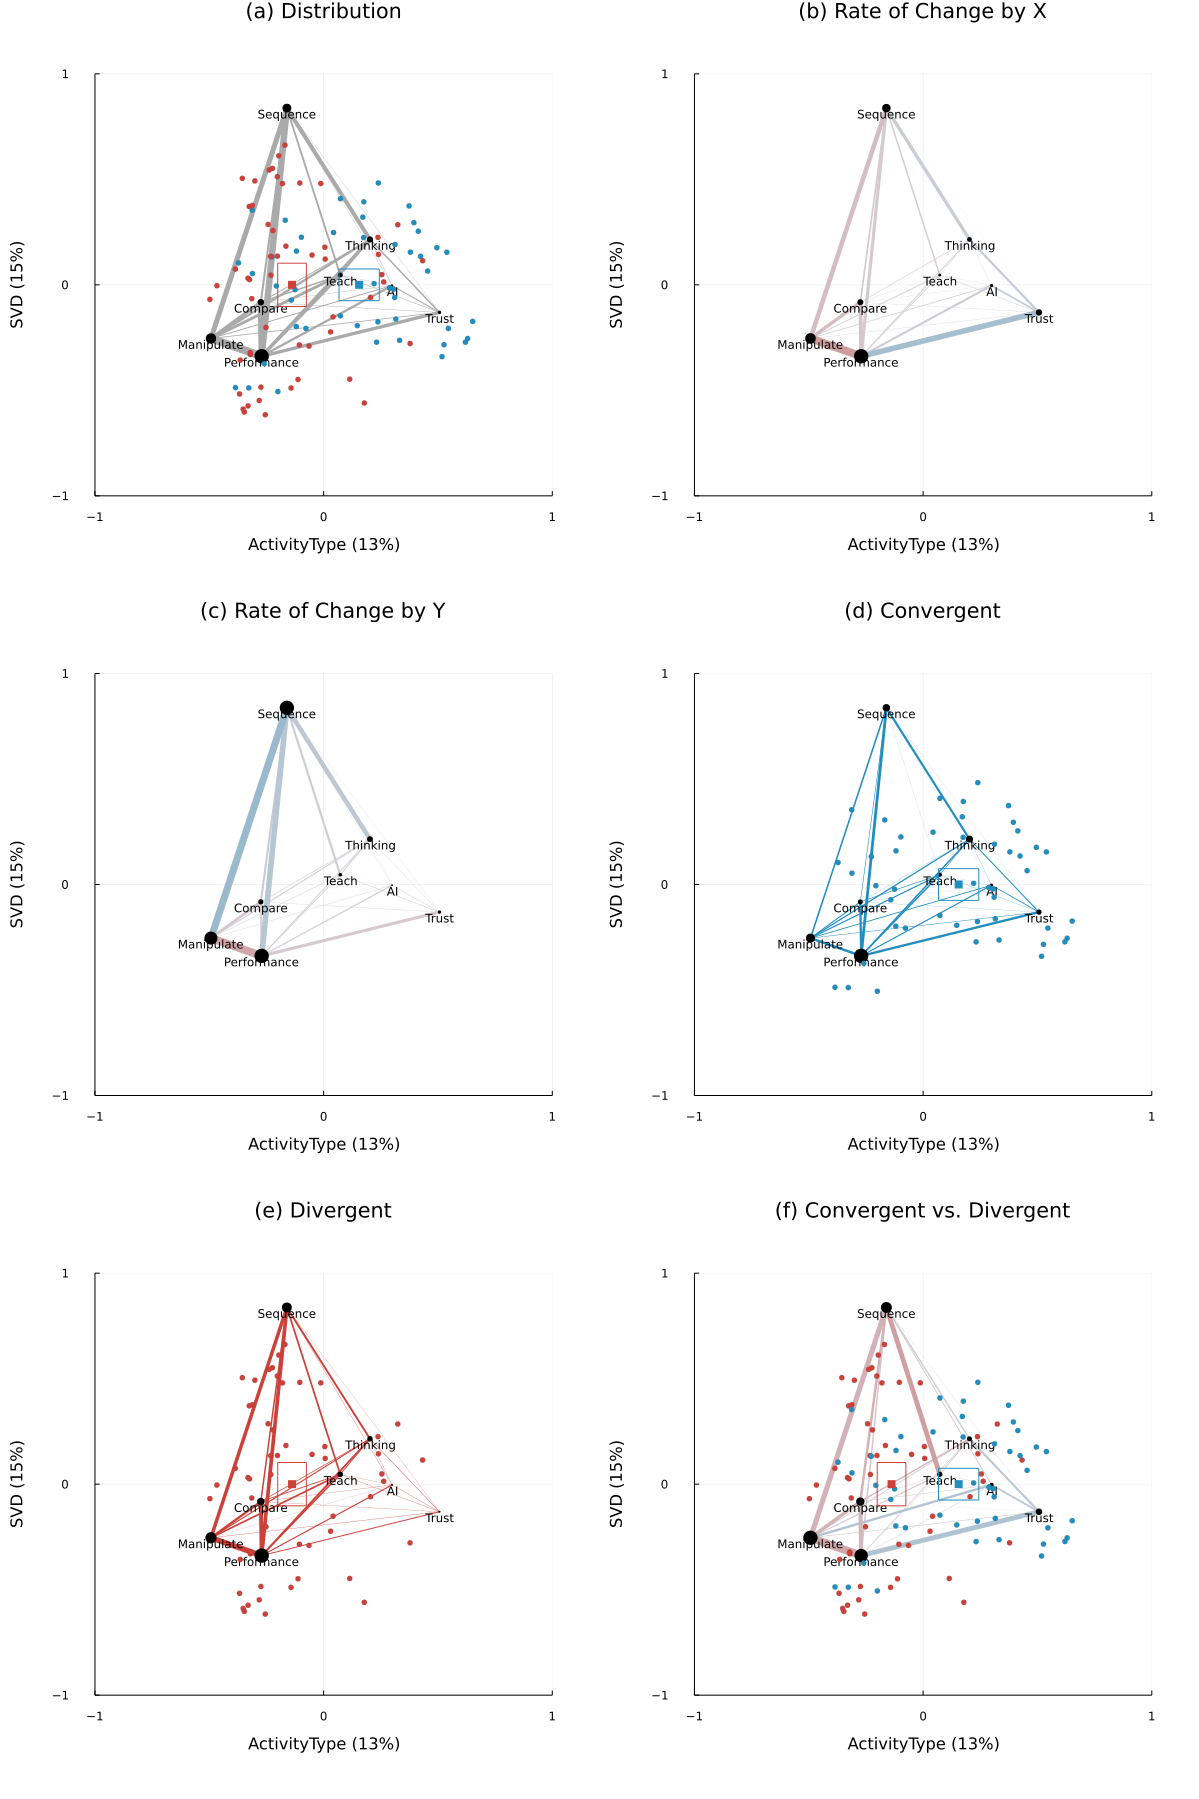 (a) Distribution
(b) Rate of Change by X
1
Sequence
Thinking
Teach
AI
Compare
Trust
Manipulate
Performance
0
−1
−1
0
1
SVD (15%)
ActivityType (13%)
1
Sequence
Thinking
Teach
AI
Compare
Trust
Manipulate
Performance
0
−1
−1
0
1
SVD (15%)
ActivityType (13%)
(c) Rate of Change by Y
(d) Convergent
1
Sequence
Thinking
Teach
AI
Compare
Trust
Manipulate
Performance
0
−1
−1
0
1
SVD (15%)
ActivityType (13%)
1
Sequence
Thinking
Teach
AI
Compare
Trust
Manipulate
Performance
0
−1
−1
0
1
SVD (15%)
ActivityType (13%)
(e) Divergent
(f) Convergent vs. Divergent
1
Sequence
Thinking
Teach
AI
Compare
Trust
Manipulate
Performance
0
−1
−1
0
1
SVD (15%)
ActivityType (13%)
1
Sequence
Thinking
Teach
AI
Compare
Trust
Manipulate
Performance
0
−1
−1
0
1
SVD (15%)
ActivityType (13%)